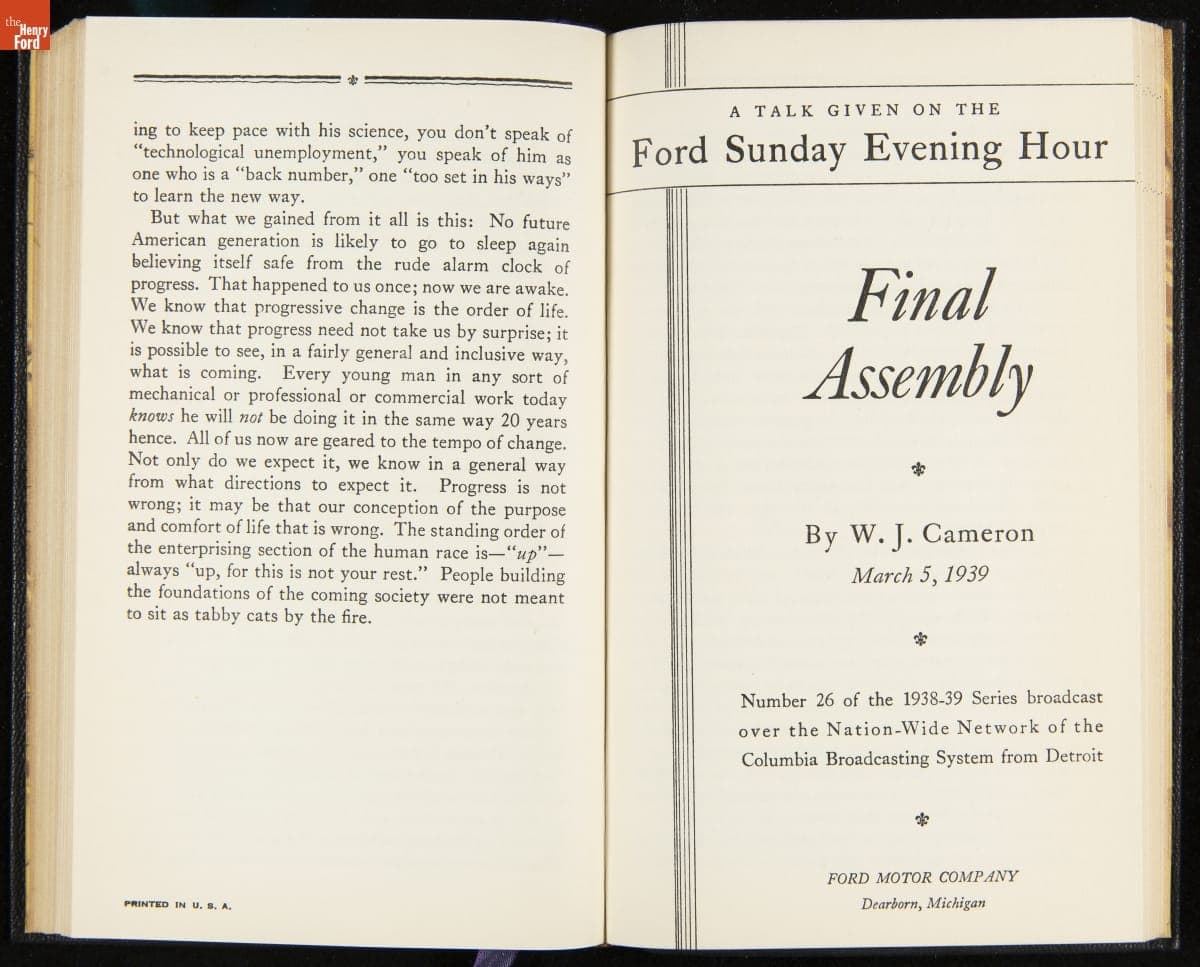 the
Henry
Ford
ing to keep pace with his science, you don't speak of
"technological unemployment," you speak of him as
one who is a "back number," one "too set in his ways"
to learn the new way.
But what we gained from it all is this: No future
American generation is likely to go to sleep again
believing itself safe from the rude alarm clock of
progress. That happened to us once; now we are awake.
We know that progressive change is the order of life.
We know that progress need not take us by surprise; it
is possible to see, in a fairly general and inclusive way,
what is coming. Every young man in any sort of
mechanical or professional or commercial work today
knows he will not be doing it in the same way 20 years
hence. All of us now are geared to the tempo of change.
Not only do we expect it, we know in a general way
from what directions to expect it. Progress is not
wrong; it may be that our conception of the purpose
and comfort of life that is wrong. The standing order of
the enterprising section of the human race is—"up"—
always "up, for this is not your rest." People building
the foundations of the coming society were not meant
to sit as tabby cats by the fire.
PRINTED IN U. S. A.
A TALK GIVEN ON THE
Ford Sunday Evening Hour
Final
Assembly
By W. J. Cameron
March 5, 1939
Number 26 of the 1938-39 Series broadcast
over the Nation-Wide Network of the
Columbia Broadcasting System from Detroit
FORD MOTOR COMPANY
Dearborn, Michigan